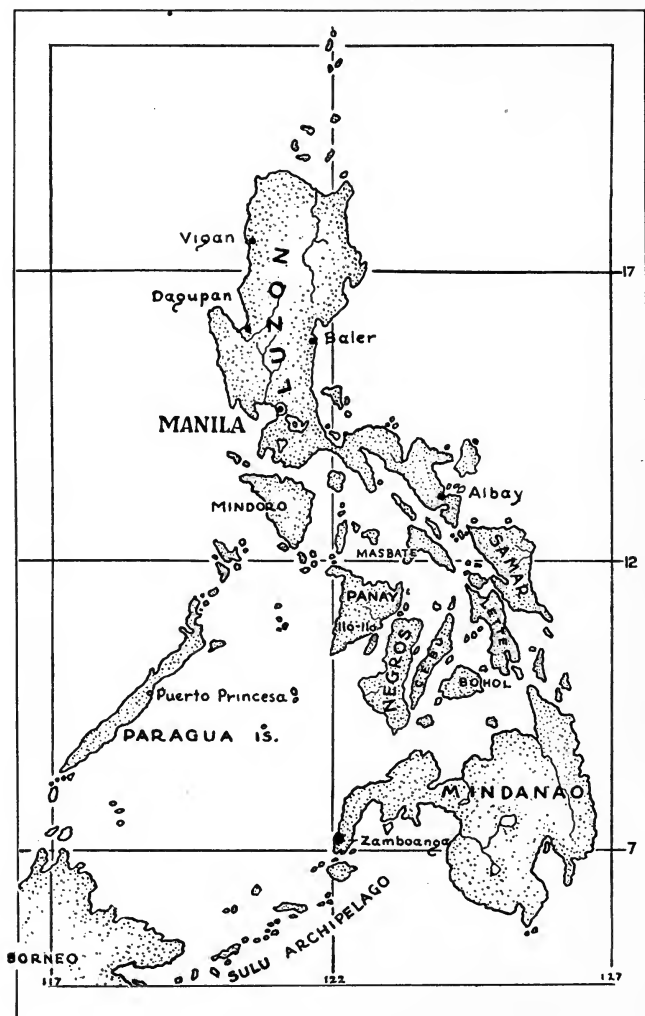 Vigan
17
LUZON
Dagupan
Baler
MANILA
Albay
MINDORO
MASBATE
SAMAR
12
PANAY
Ilo-Ilo
LEYTE
NEGROS
CEBU
BOHOL
Puerto Princesa
PARAGUA IS.
MINDANAO
Zamboanga
7
SULU ARCHIPELAGO
BORNEO
117
122
127